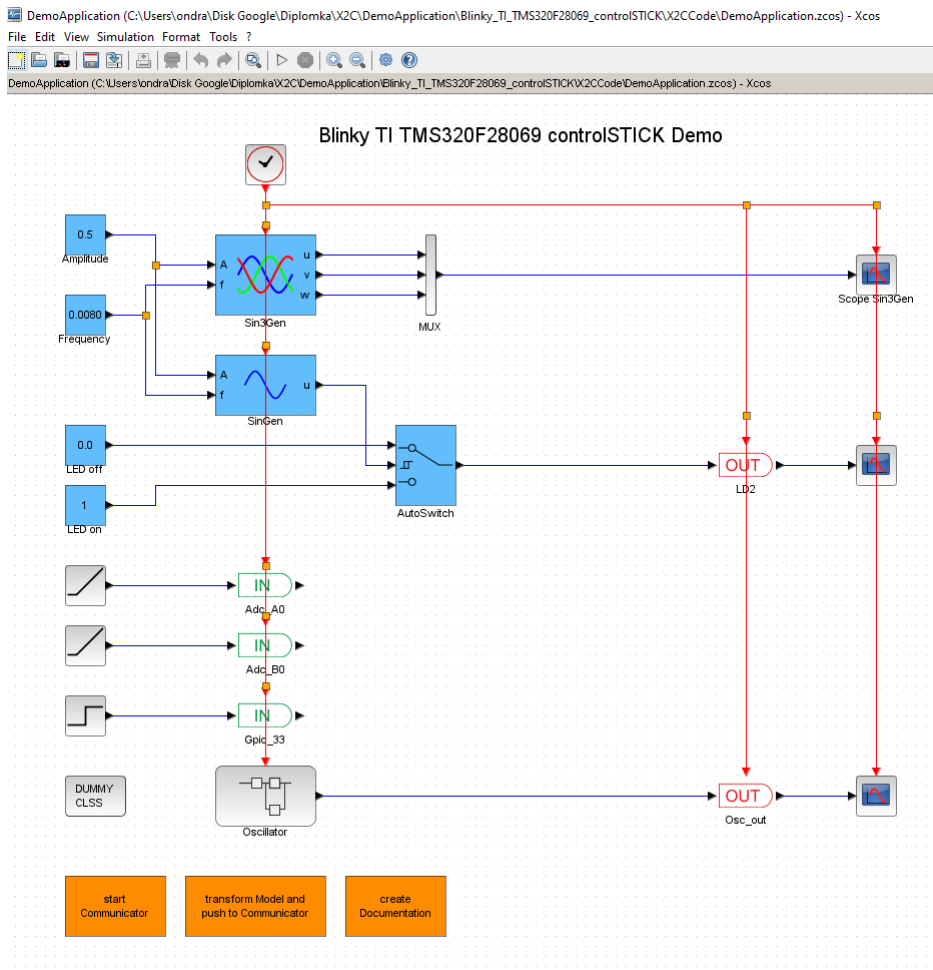 DemoApplication (C:\Users\ondra\Disk Google\Diplomka\X2C\DemoApplication\Blinky_TI_TMS320F28069_controlSTICK\X2CCode\DemoApplication.zcos) - Xcos
File Edit View Simulation Format Tools ?
DemoApplication (C:\Users\ondra\Disk Google\Diplomka\X2C\DemoApplication\Blinky_TI_TMS320F28069_controlSTICK\X2CCode\DemoApplication.zcos) - Xcos
Blinky TI TMS320F28069 controlSTICK Demo
0.5
Amplitude
A
f
u
v
w
Sin3Gen
MUX
Scope Sin3Gen
0.0080
Frequency
A
f
u
SinGen
0.0
LED off
1
LED on
AutoSwitch
OUT
LD2
IN
Adc_A0
IN
Adc_B0
IN
Gpio_33
DUMMY
CLSS
Oscillator
OUT
Osc_out
start
Communicator
transform Model and
push to Communicator
create
Documentation